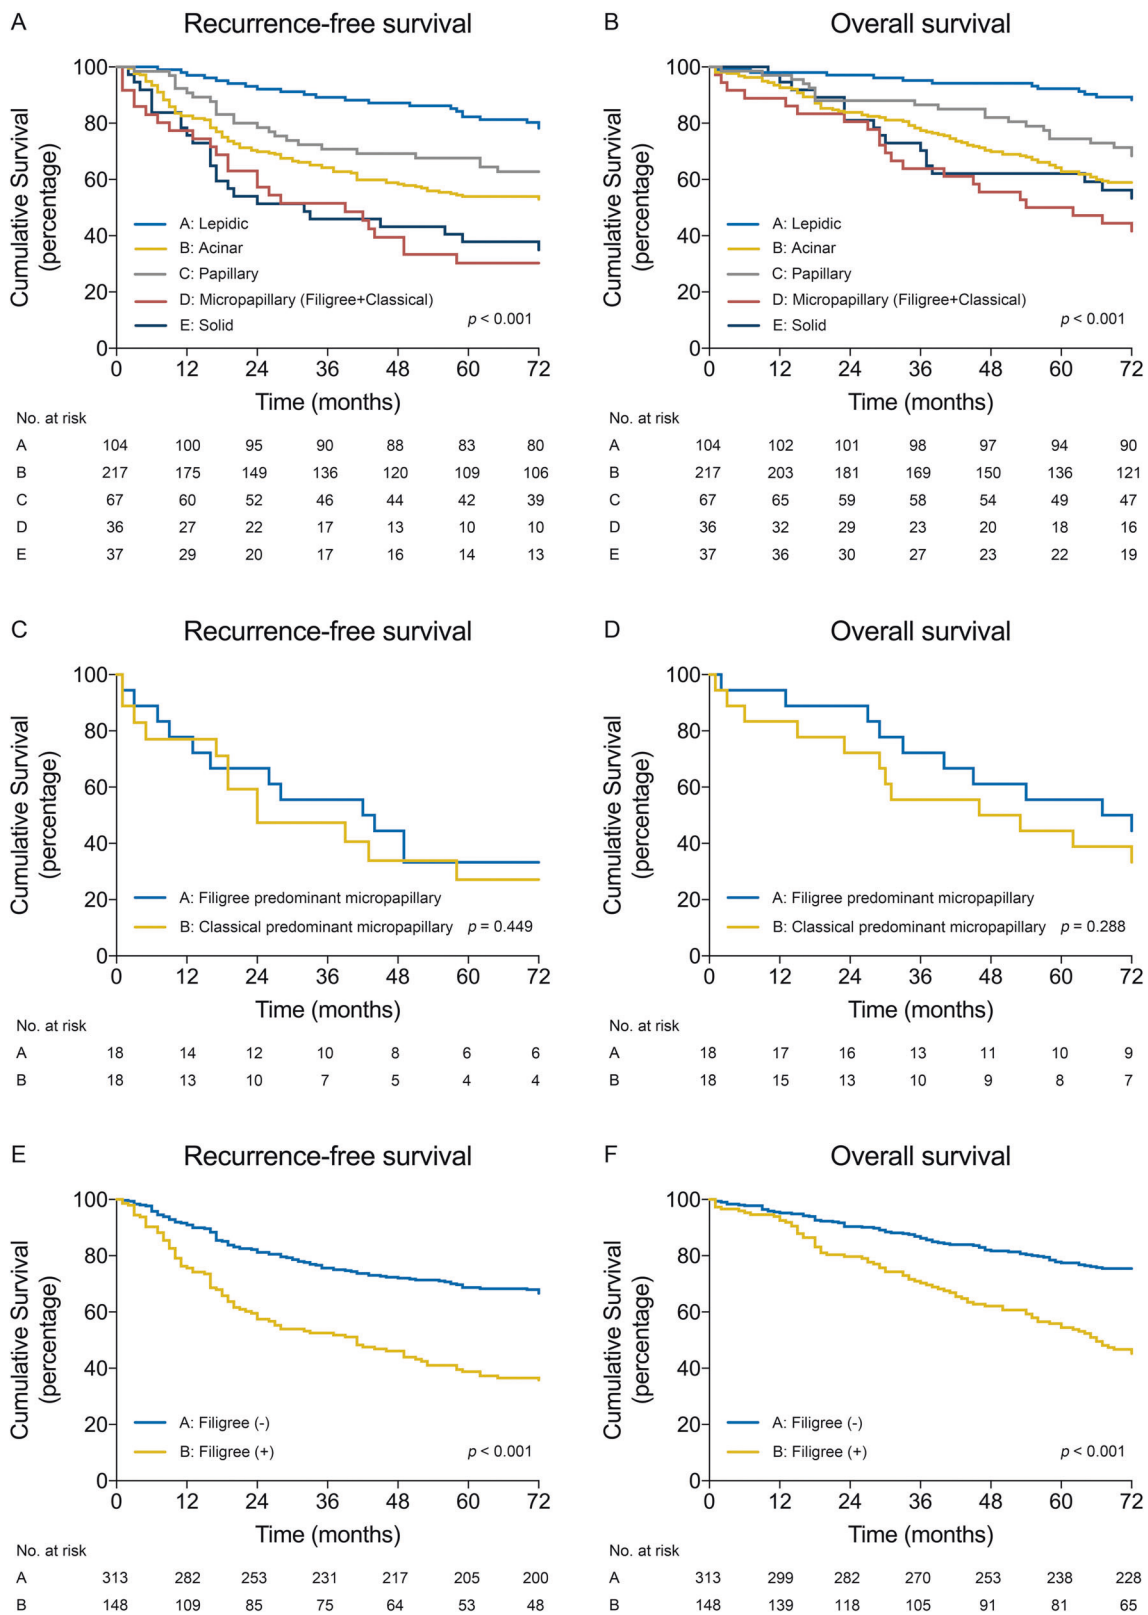 A Recurrence-free survival
Cumulative Survival
(percentage)
100
80
60
40
20
0
A: Lepidic
B: Acinar
C: Papillary
D: Micropapillary (Filigree+Classical)
E: Solid
p < 0.001
0 12 24 36 48 60 72
Time (months)
No. at risk
A 104 100 95 90 88 83 80
B 217 175 149 136 120 109 106
C 67 60 52 46 44 42 39
D 36 27 22 17 13 10 10
E 37 29 20 17 16 14 13
B Overall survival
Cumulative Survival
(percentage)
100
80
60
40
20
0
A: Lepidic
B: Acinar
C: Papillary
D: Micropapillary (Filigree+Classical)
E: Solid
p < 0.001
0 12 24 36 48 60 72
Time (months)
No. at risk
A 104 102 101 98 97 94 90
B 217 203 181 169 150 136 121
C 67 65 59 58 54 49 47
D 36 32 29 23 20 18 16
E 37 36 30 27 23 22 19
C Recurrence-free survival
Cumulative Survival
(percentage)
100
80
60
40
20
0
A: Filigree predominant micropapillary
B: Classical predominant micropapillary p = 0.449
0 12 24 36 48 60 72
Time (months)
No. at risk
A 18 14 12 10 8 6 6
B 18 13 10 7 5 4 4
D Overall survival
Cumulative Survival
(percentage)
100
80
60
40
20
0
A: Filigree predominant micropapillary
B: Classical predominant micropapillary p = 0.288
0 12 24 36 48 60 72
Time (months)
No. at risk
A 18 17 16 13 11 10 9
B 18 15 13 10 9 8 7
E Recurrence-free survival
Cumulative Survival
(percentage)
100
80
60
40
20
0
A: Filigree (-)
B: Filigree (+) p < 0.001
0 12 24 36 48 60 72
Time (months)
No. at risk
A 313 282 253 231 217 205 200
B 148 109 85 75 64 53 48
F Overall survival
Cumulative Survival
(percentage)
100
80
60
40
20
0
A: Filigree (-)
B: Filigree (+) p < 0.001
0 12 24 36 48 60 72
Time (months)
No. at risk
A 313 299 282 270 253 238 228
B 148 139 118 105 91 81 65